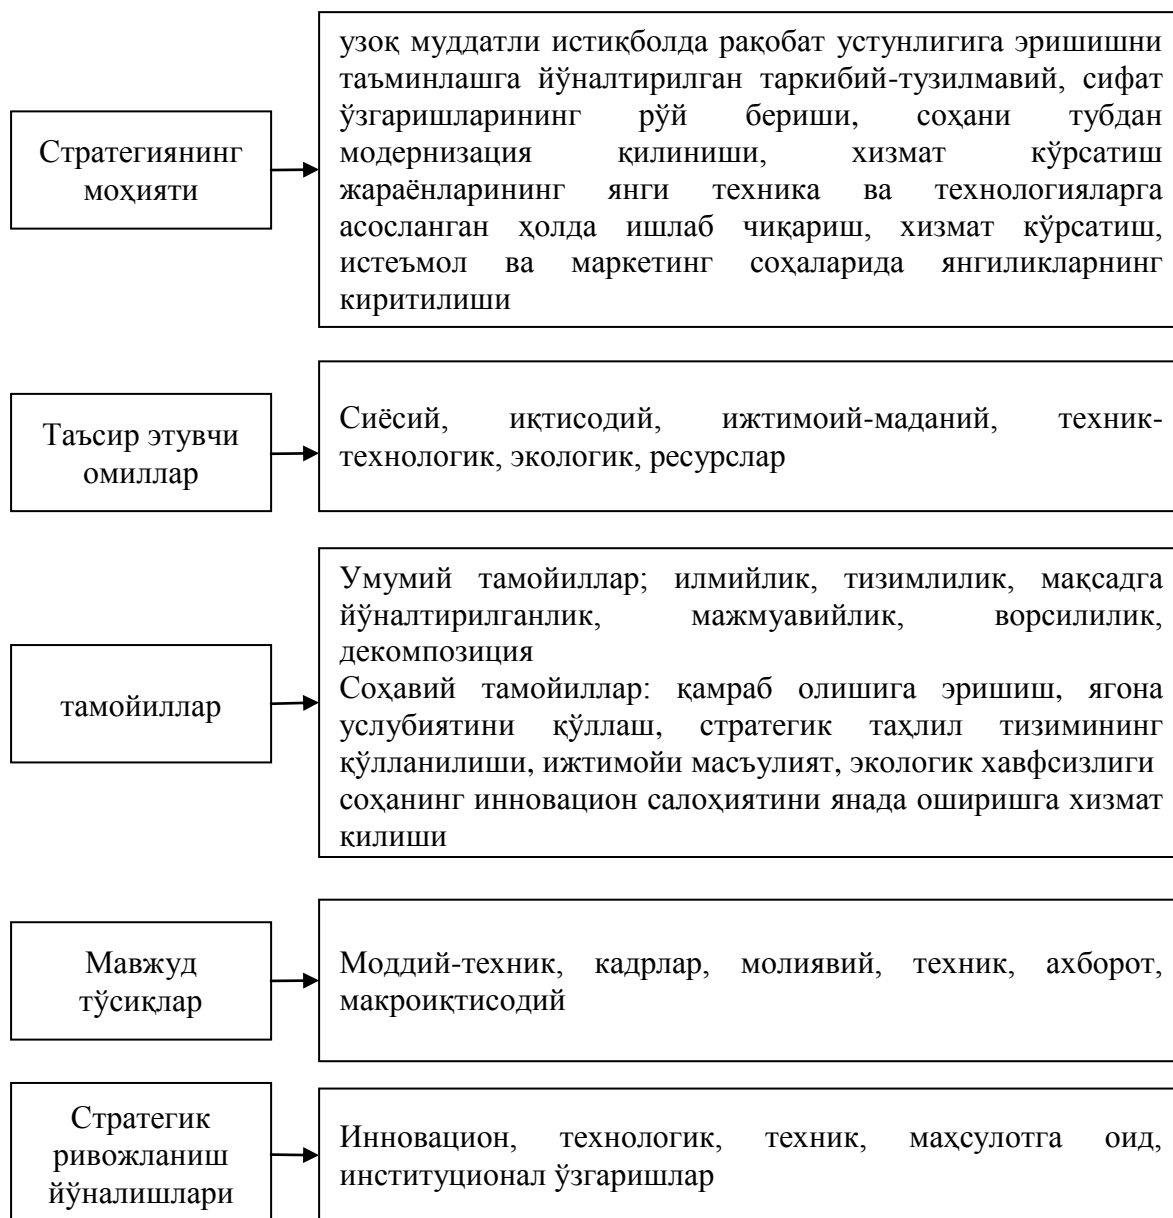 Стратегиянинг
моҳияти
узоқ муддатли истиқболда рақобат устунлигига эришишни
таъминлашга йўналтирилган таркибий-тузилмавий, сифат
ўзгаришларининг рўй бериши, соҳани тубдан
модернизация қилиниши, хизмат кўрсатиш
жараёнларининг янги техника ва технологияларга
асосланган ҳолда ишлаб чиқариш, хизмат кўрсатиш,
истеъмол ва маркетинг соҳаларида янгиликларнинг
киритилиши
Таъсир этувчи
омиллар
Сиёсий, иқтисодий, ижтимоий-маданий, техник-
технологик, экологик, ресурслар
тамойиллар
Умумий тамойиллар; илмийлик, тизимлилик, мақсадга
йўналтирилганлик, мажмуавийлик, ворсилилик,
декомпозиция
Соҳавий тамойиллар: қамраб олишига эришиш, ягона
услубиятини қўллаш, стратегик таҳлил тизимининг
қўлланилиши, ижтимойи масъулият, экологик хавфсизлиги
соҳанинг инновацион салоҳиятини янада оширишга хизмат
қилиши
Мавжуд
тўсиқлар
Моддий-техник, кадрлар, молиявий, техник, ахборот,
макроиқтисодий
Стратегик
ривожланиш
йўналишлари
Инновацион, технологик, техник, маҳсулотга оид,
институционал ўзгаришлар